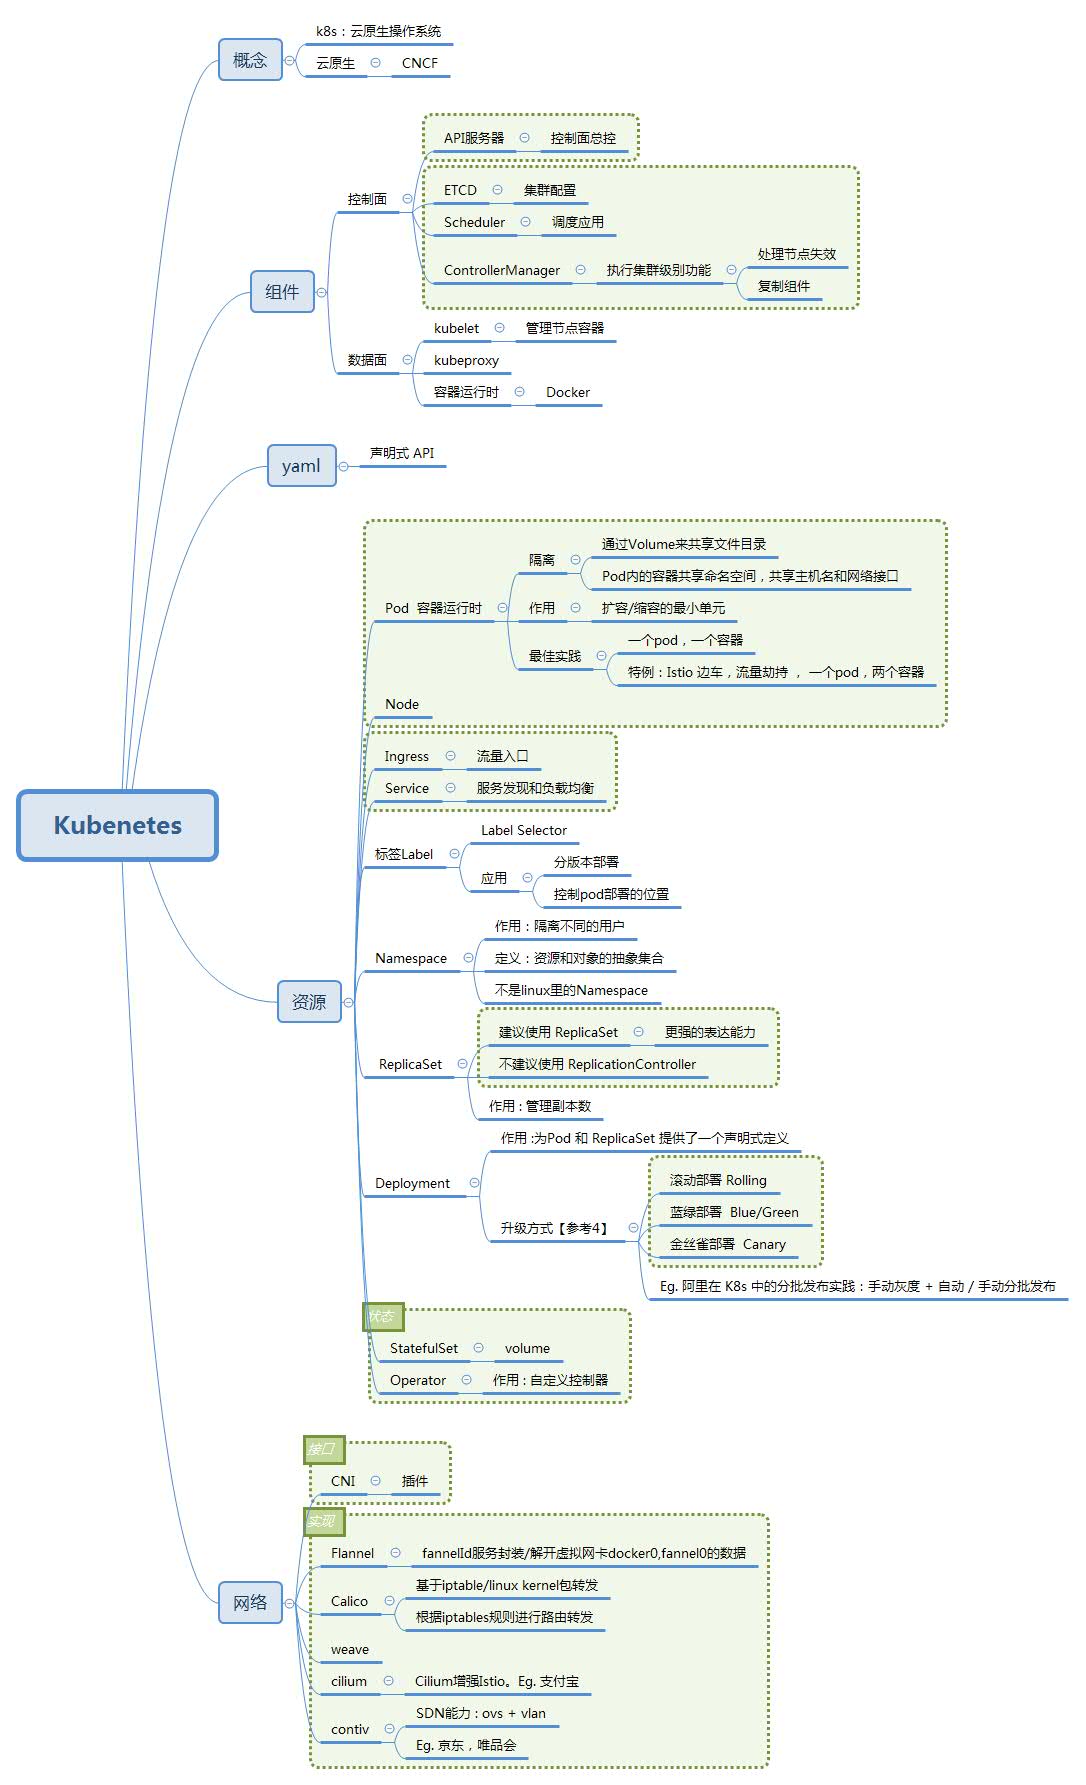 k8s：云原生操作系统
概念
云原生
CNCF
API服务器
控制面总控
控制面
ETCD
集群配置
Scheduler
调度应用
ControllerManager
执行集群级别功能
处理节点失效
复制组件
组件
kubelet
管理节点容器
数据面
kubeproxy
容器运行时
Docker
yaml
声明式 API
隔离
通过Volume来共享文件目录
Pod内的容器共享命名空间，共享主机名和网络接口
Pod 容器运行时
作用
扩容/缩容的最小单元
最佳实践
一个pod，一个容器
特例：Istio 边车，流量劫持 ， 一个pod，两个容器
Node
Ingress
流量入口
Service
服务发现和负载均衡
Kubenetes
标签Label
Label Selector
应用
分版本部署
控制pod部署的位置
作用：隔离不同的用户
Namespace
定义：资源和对象的抽象集合
不是linux里的Namespace
资源
建议使用 ReplicaSet
更强的表达能力
ReplicaSet
不建议使用 ReplicationController
作用：管理副本数
作用 :为Pod 和 ReplicaSet 提供了一个声明式定义
Deployment
滚动部署 Rolling
升级方式【参考4】
蓝绿部署 Blue/Green
金丝雀部署 Canary
Eg. 阿里在 K8s 中的分批发布实践：手动灰度 + 自动 / 手动分批发布
状态
StatefulSet
volume
Operator
作用：自定义控制器
接口
CNI
插件
实现
Flannel
fannelId服务封装/解开虚拟网卡docker0,fannel0的数据
网络
Calico
基于iptable/linux kernel包转发
根据iptables规则进行路由转发
weave
cilium
Cilium增强Istio。Eg. 支付宝
contiv
SDN能力：ovs + vlan
Eg. 京东，唯品会